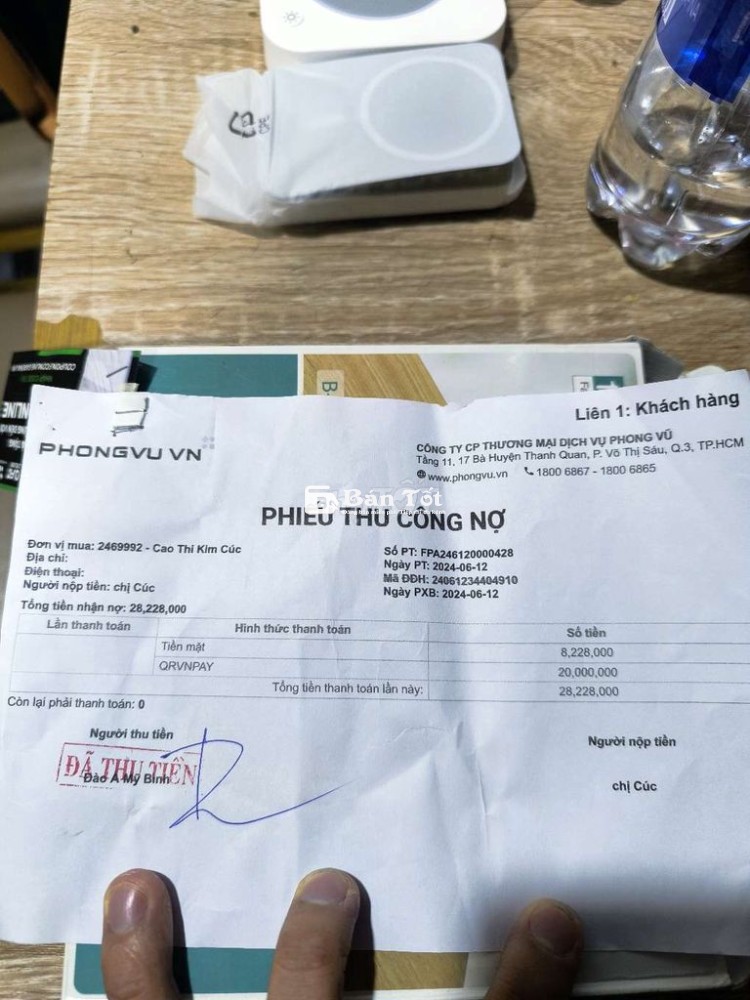 Liên 1: Khách hàng
PHONGVU VN
CÔNG TY CP THƯƠNG MẠI DỊCH VỤ PHONG VŨ
Tầng 11, 17 Bà Huyện Thanh Quan, P. Võ Thị Sáu, Q.3, TP.HCM
www.phongvu.vn 1800 6867 - 1800 6865
Bán Tốt
PHIẾU THU CÔNG NỢ
Đơn vị mua: 2469992 - Cao Thi Kim Cúc
Địa chỉ:
Điện thoại:
Người nộp tiền: chị Cúc
Số PT: FPA246120000428
Ngày PT: 2024-06-12
Mã ĐĐH: 24061234404910
Ngày PXB: 2024-06-12
Tổng tiền nhận nợ: 28,228,000
Lần thanh toán Hình thức thanh toán Số tiền
Tiền mặt 8,228,000
QRVNPAY 20,000,000
Tổng tiền thanh toán lần này: 28,228,000
Còn lại phải thanh toán: 0
Người thu tiền
Người nộp tiền
ĐÃ THU TIỀN
Đào A Mỹ Bình
chị Cúc